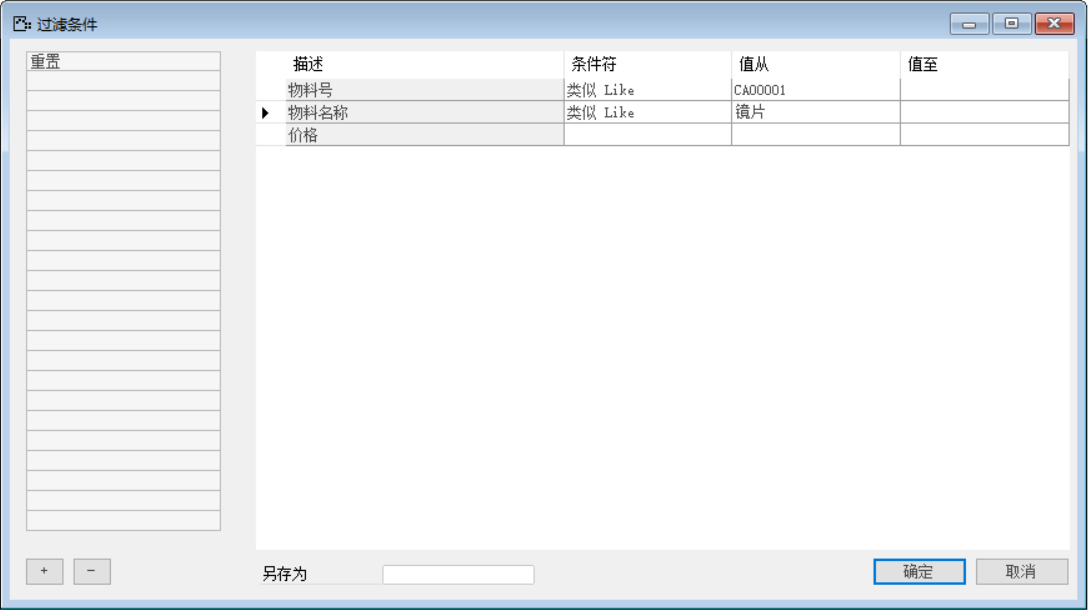 过滤条件
重置
描述 条件符 值从 值至
物料号 类似 Like CA00001
物料名称 类似 Like 镜片
价格
+ -
另存为
确定 取消